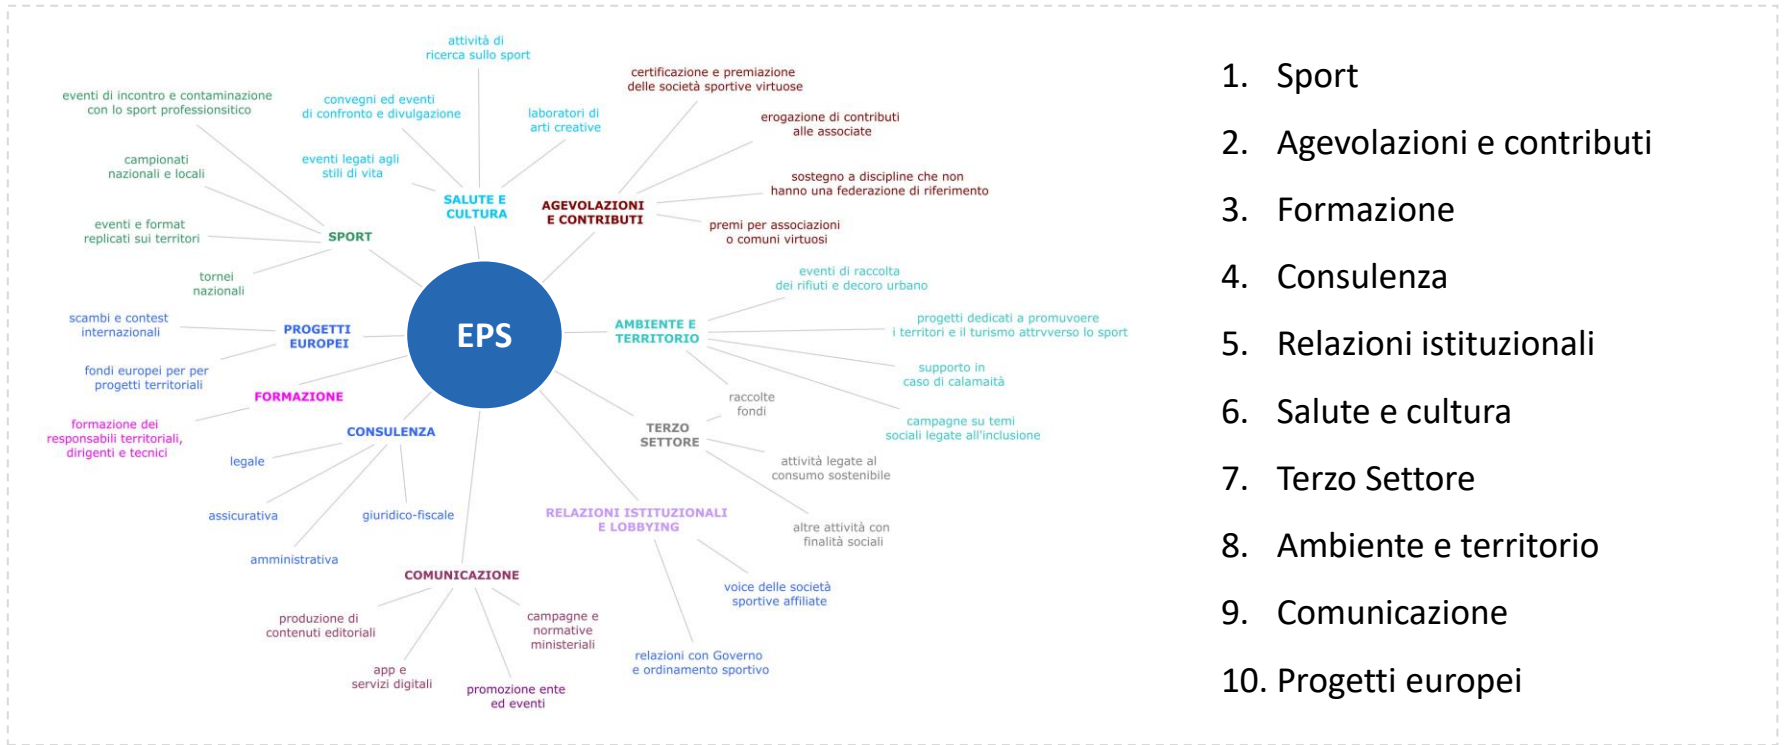 attività di
ricerca sullo sport
convegni ed eventi
di confronto e divulgazione
laboratori di
arti creative
eventi legati agli
stili di vita
SALUTE E
CULTURA
certificazione e premiazione
delle società sportive virtuose
erogazione di contributi
alle associate
sostegno a discipline che non
hanno una federazione di riferimento
premi per associazioni
o comuni virtuosi
AGEVOLAZIONI
E CONTRIBUTI
eventi di incontro e contaminazione
con lo sport professionsitico
campionati
nazionali e locali
eventi e format
replicati sui territori
tornei
nazionali
SPORT
EPS
scambi e contest
internazionali
fondi europei per per
progetti territoriali
PROGETTI
EUROPEI
eventi di raccolta
dei rifiuti e decoro urbano
progetti dedicati a promuvoere
i territori e il turismo attrvverso lo sport
supporto in
caso di calamaità
campagne su temi
sociali legate all'inclusione
AMBIENTE E
TERRITORIO
FORMAZIONE
formazione dei
responsabili territoriali,
dirigenti e tecnici
CONSULENZA
legale
assicurativa
amministrativa
giuridico-fiscale
TERZO
SETTORE
raccolte
fondi
attività legate al
consumo sostenibile
altre attività con
finalità sociali
RELAZIONI ISTITUZIONALI
E LOBBYING
voice delle società
sportive affiliate
relazioni con Governo
e ordinamento sportivo
COMUNICAZIONE
produzione di
contenuti editoriali
app e
servizi digitali
promozione ente
ed eventi
campagne e
normative
ministeriali
1. Sport
2. Agevolazioni e contributi
3. Formazione
4. Consulenza
5. Relazioni istituzionali
6. Salute e cultura
7. Terzo Settore
8. Ambiente e territorio
9. Comunicazione
10. Progetti europei